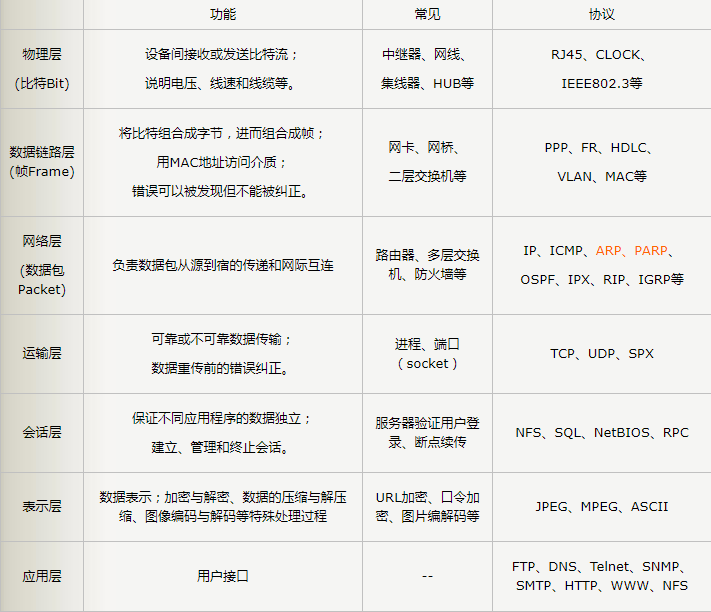 功能 常见 协议
物理层
(比特Bit)
设备间接收或发送比特流；
说明电压、线速和线缆等。
中继器、网线、
集线器、HUB等
RJ45、CLOCK、
IEEE802.3等
数据链路层
(帧Frame)
将比特组合成字节，进而组合成帧；
用MAC地址访问介质；
错误可以被发现但不能被纠正。
网卡、网桥、
二层交换机等
PPP、FR、HDLC、
VLAN、MAC等
网络层
(数据包
Packet)
负责数据包从源到宿的传递和网际互连
路由器、多层交换
机、防火墙等
IP、ICMP、ARP、PARP、
OSPF、IPX、RIP、IGRP等
运输层
可靠或不可靠数据传输；
数据重传前的错误纠正。
进程、端口
（socket）
TCP、UDP、SPX
会话层
保证不同应用程序的数据独立；
建立、管理和终止会话。
服务器验证用户登
录、断点续传
NFS、SQL、NetBIOS、RPC
表示层
数据表示；加密与解密、数据的压缩与解压
缩、图像编码与解码等特殊处理过程
URL加密、口令加
密、图片编解码等
JPEG、MPEG、ASCII
应用层
用户接口
--
FTP、DNS、Telnet、SNMP、
SMTP、HTTP、WWW、NFS